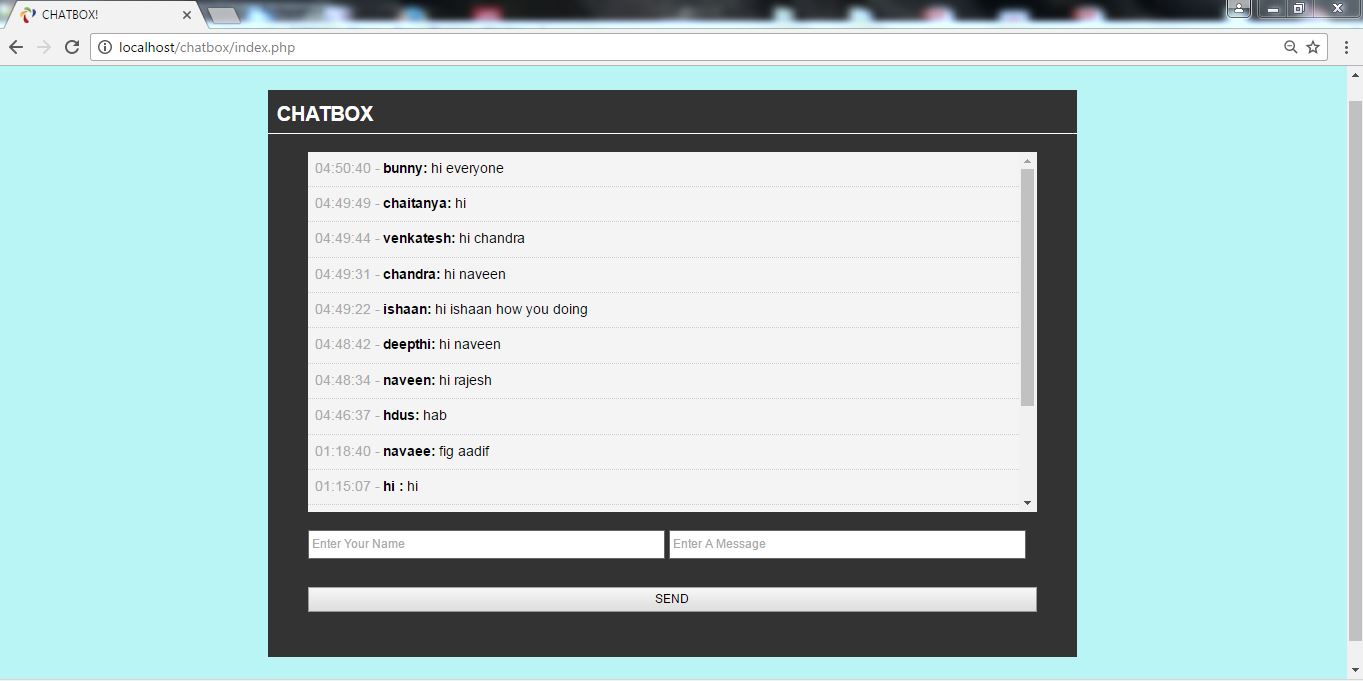 CHATBOX!
localhost/chatbox/index.php
CHATBOX
04:50:40 - bunny: hi everyone
04:49:49 - chaitanya: hi
04:49:44 - venkatesh: hi chandra
04:49:31 - chandra: hi naveen
04:49:22 - ishaan: hi ishaan how you doing
04:48:42 - deepthi: hi naveen
04:48:34 - naveen: hi rajesh
04:46:37 - hdus: hab
01:18:40 - navaee: fig aadif
01:15:07 - hi : hi
Enter Your Name Enter A Message
SEND